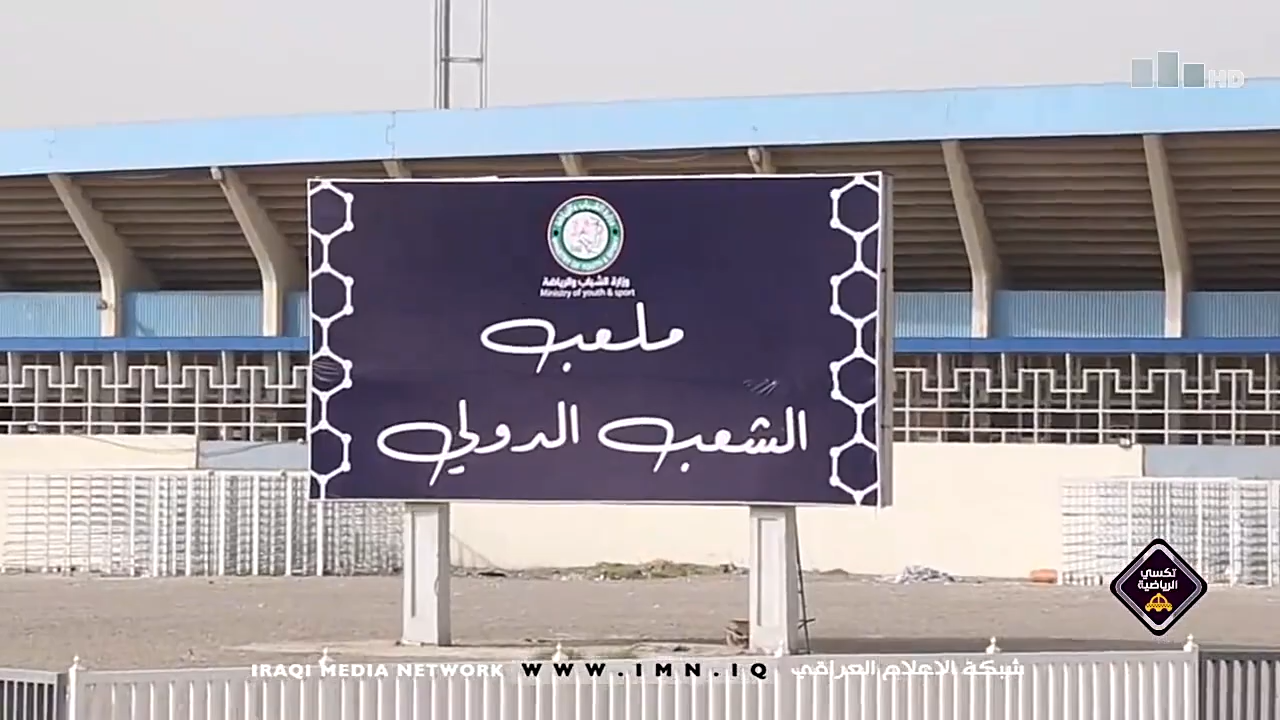 HD
وزارة الشباب والرياضة
Ministry of youth & sport
ملعب
الشعب الدولي
تكسي
الرياضية
IRAQI MEDIA NETWORK WWW.IMN.IQ شبكة الاعلام العراقي